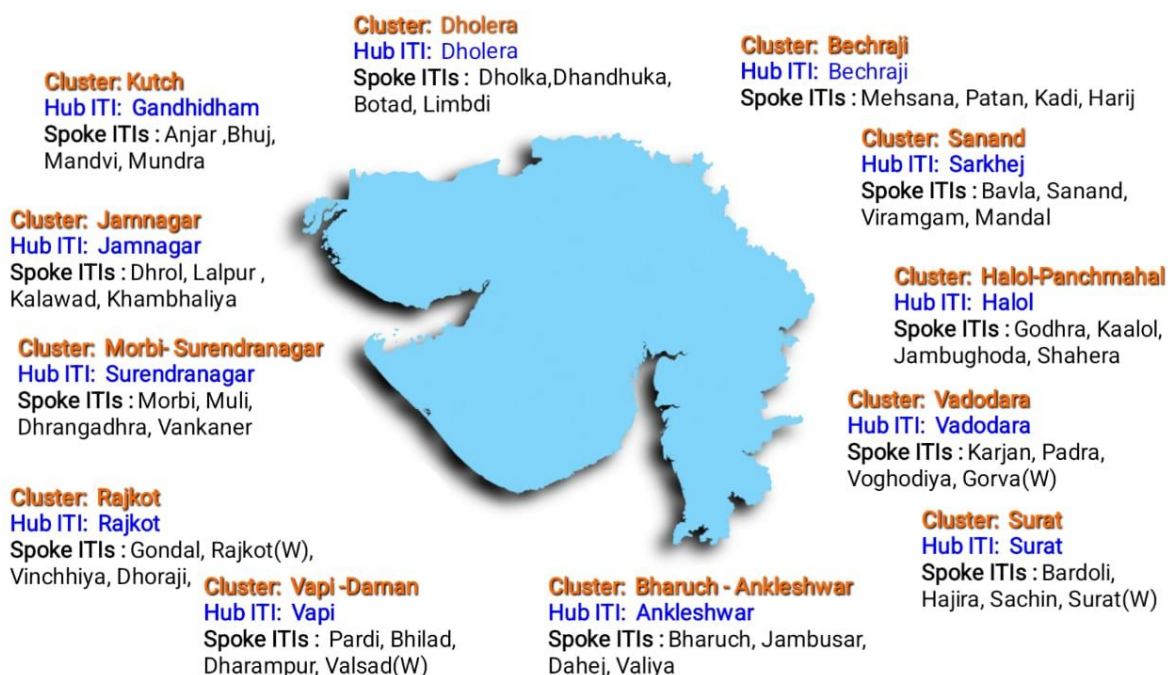 Cluster: Dholera
Hub ITI: Dholera
Spoke ITIs : Dholka,Dhandhuka,
Botad, Limbdi
Cluster: Bechraji
Hub ITI: Bechraji
Spoke ITIs : Mehsana, Patan, Kadi, Harij
Cluster: Kutch
Hub ITI: Gandhidham
Spoke ITIs : Anjar ,Bhuj,
Mandvi, Mundra
Cluster: Sanand
Hub ITI: Sarkhej
Spoke ITIs : Bavla, Sanand,
Viramgam, Mandal
Cluster: Jamnagar
Hub ITI: Jamnagar
Spoke ITIs : Dhrol, Lalpur ,
Kalawad, Khambhaliya
Cluster: Halol-Panchmahal
Hub ITI: Halol
Spoke ITIs : Godhra, Kaalol,
Jambughoda, Shahera
Cluster: Morbi- Surendranagar
Hub ITI: Surendranagar
Spoke ITIs : Morbi, Muli,
Dhrangadhra, Vankaner
Cluster: Vadodara
Hub ITI: Vadodara
Spoke ITIs : Karjan, Padra,
Voghodiya, Gorva(W)
Cluster: Rajkot
Hub ITI: Rajkot
Spoke ITIs : Gondal, Rajkot(W),
Vinchhiya, Dhoraji,
Cluster: Surat
Hub ITI: Surat
Spoke ITIs : Bardoli,
Hajira, Sachin, Surat(W)
Cluster: Vapi -Daman
Hub ITI: Vapi
Spoke ITIs : Pardi, Bhilad,
Dharampur, Valsad(W)
Cluster: Bharuch - Ankleshwar
Hub ITI: Ankleshwar
Spoke ITIs : Bharuch, Jambusar,
Dahej, Valiya